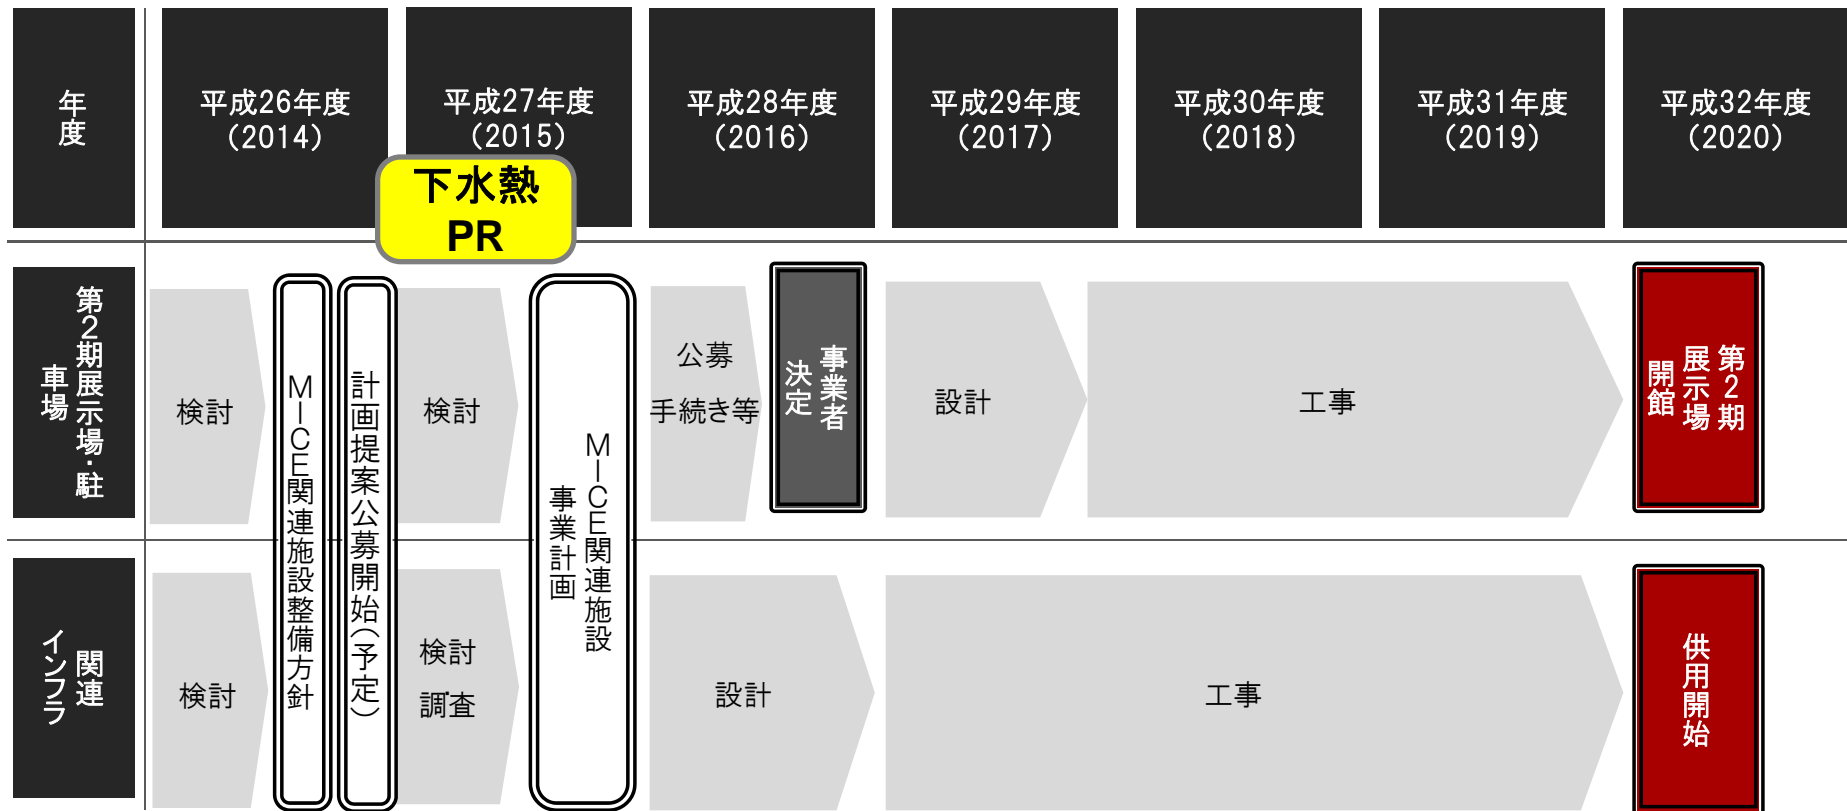 年度
平成26年度
（2014）
平成27年度
（2015）
平成28年度
（2016）
平成29年度
（2017）
平成30年度
（2018）
平成31年度
（2019）
平成32年度
（2020）
下水熱
PR
第２期展示場・駐
車場
検討
ＭＩＣＥ関連施設整備方針
計画提案公募開始（予定）
検討
ＭＩＣＥ関連施設
事業計画
公募
手続き等
事業者
決定
設計
工事
第２期
展示場
開館
関連
インフラ
検討
検討
調査
設計
工事
供用開始